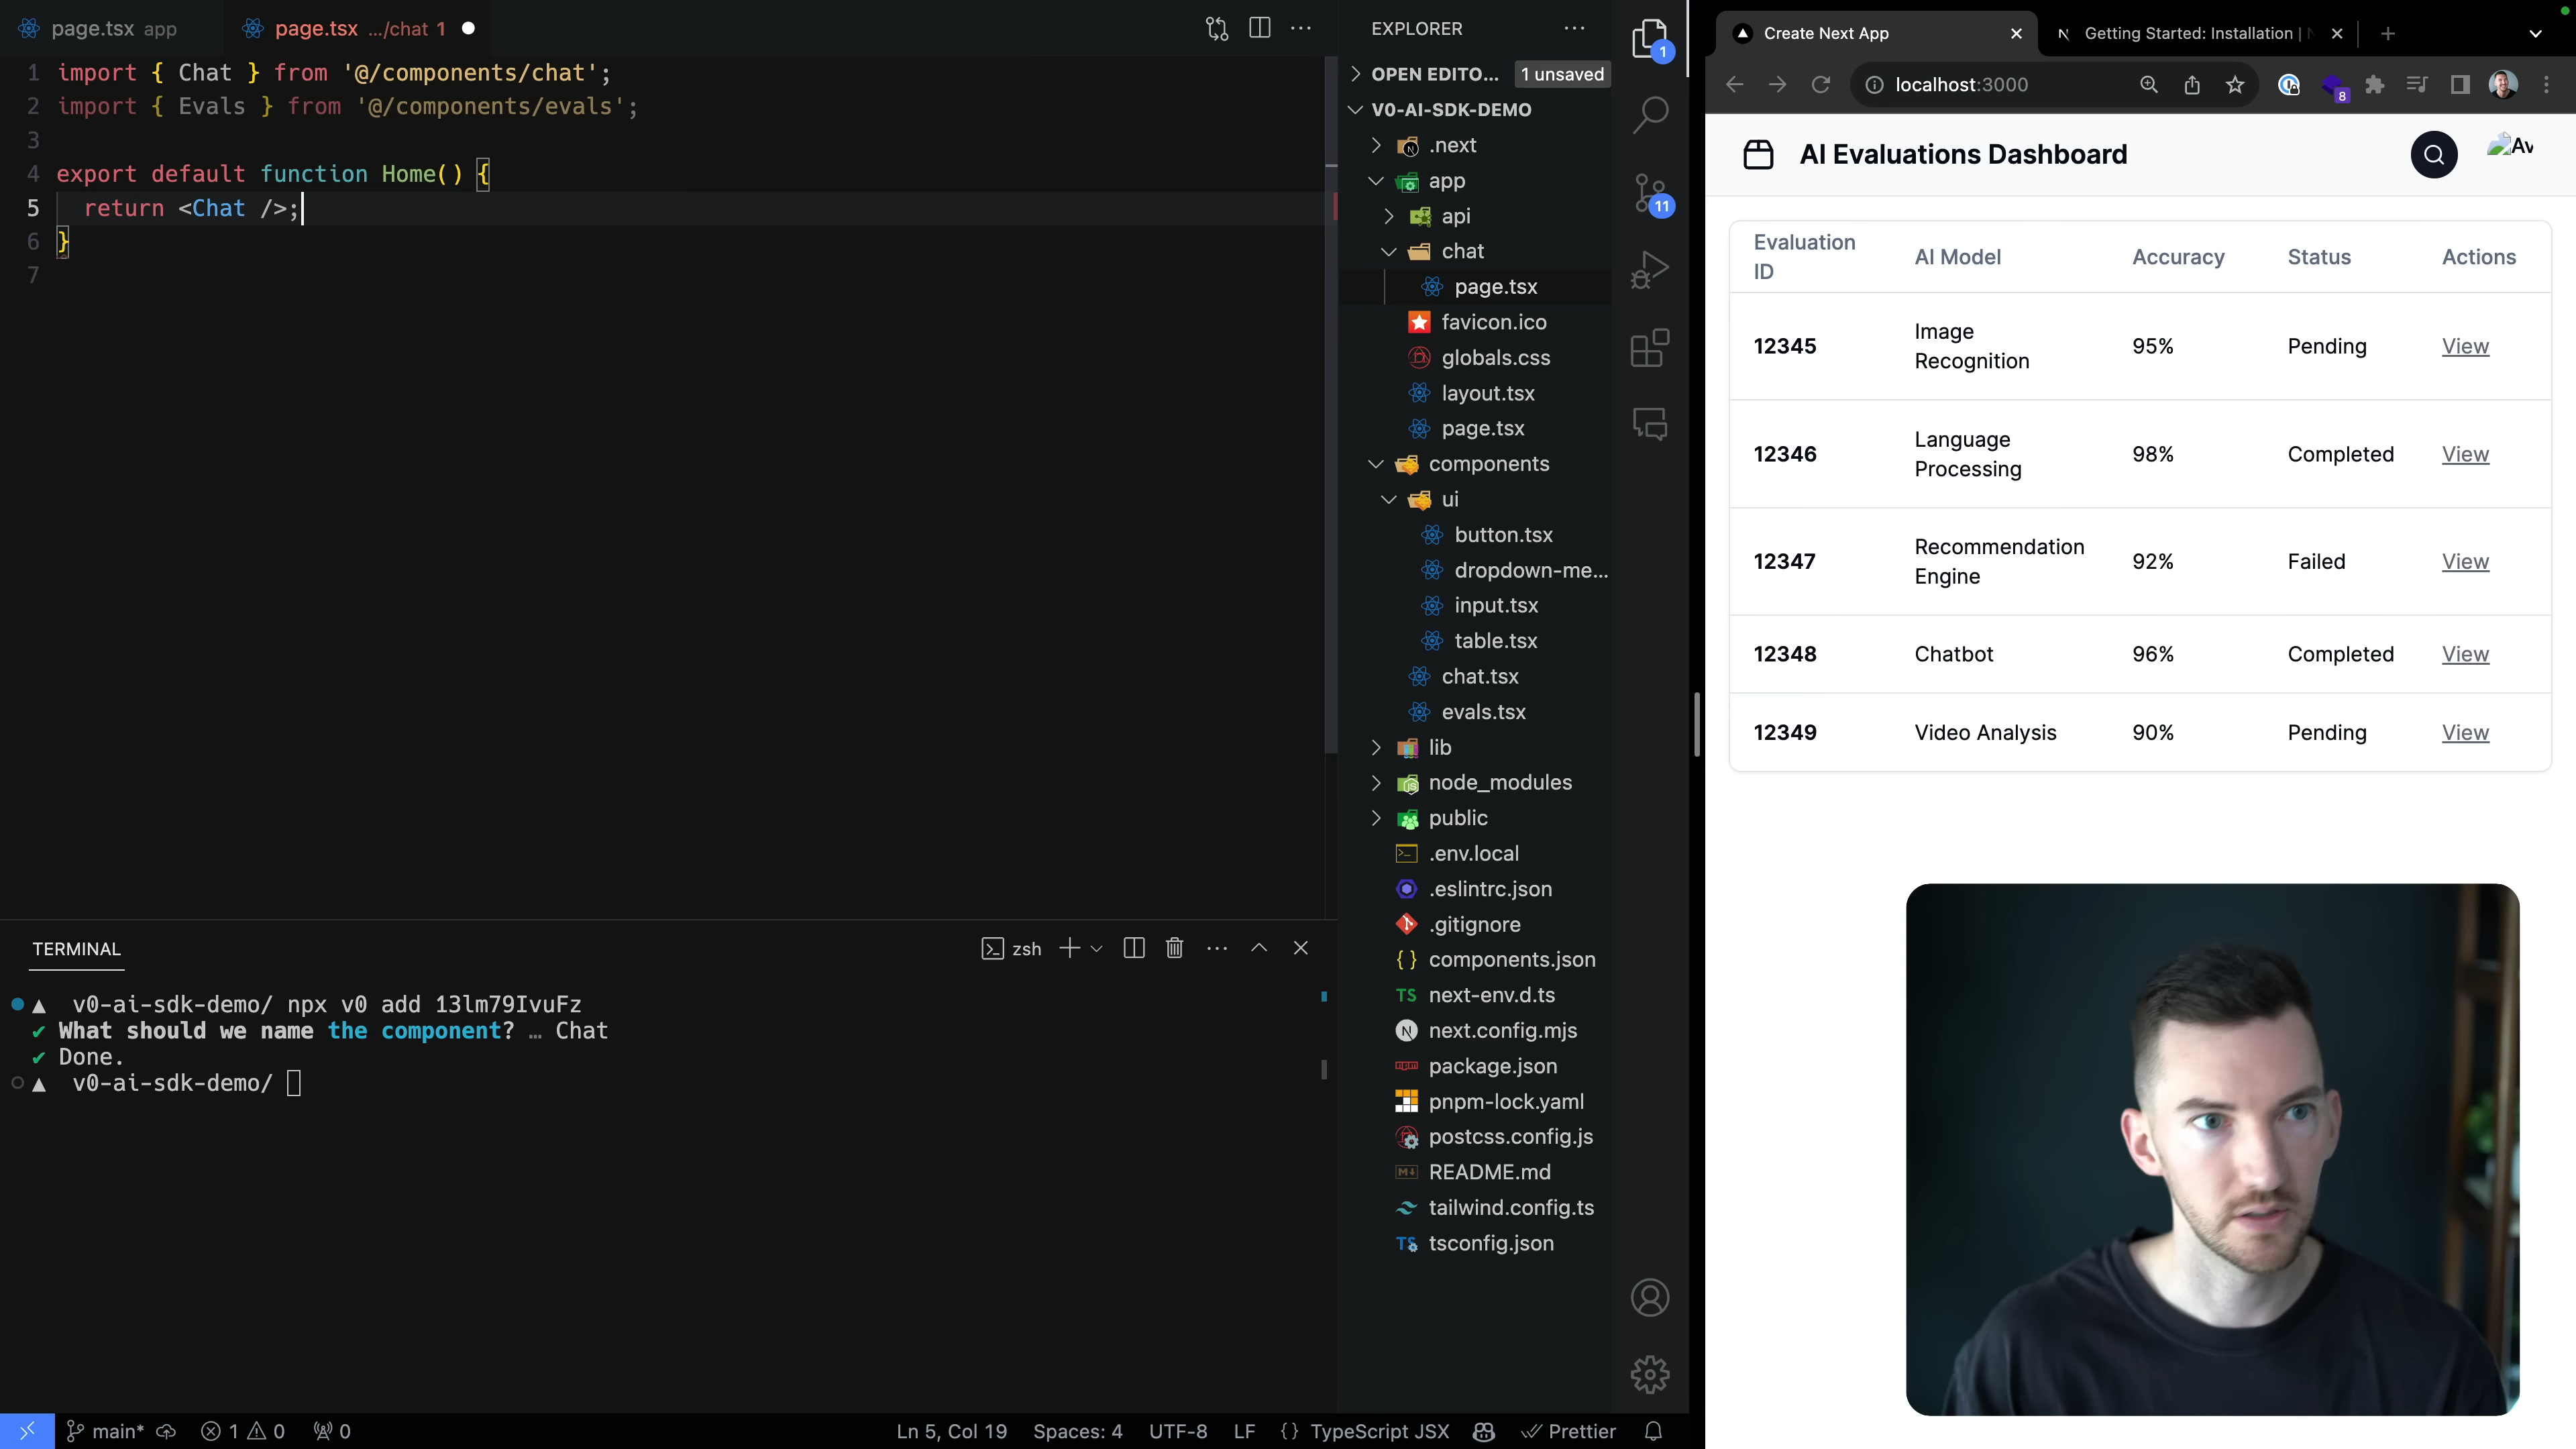 page.tsx app
page.tsx .../chat 1
1 import { Chat } from '@/components/chat';
2 import { Evals } from '@/components/evals';
3
4 export default function Home() {
5 return <Chat />;
6 }
7
TERMINAL
zsh
v0-ai-sdk-demo/ npx v0 add 13lm79IvuFz
✔ What should we name the component? … Chat
✔ Done.
v0-ai-sdk-demo/
main*
1 0
0
Ln 5, Col 19
Spaces: 4
UTF-8
LF
{} TypeScript JSX
Prettier
EXPLORER
OPEN EDITO... 1 unsaved
V0-AI-SDK-DEMO
.next
app
api
chat
page.tsx
favicon.ico
globals.css
layout.tsx
page.tsx
components
ui
button.tsx
dropdown-me...
input.tsx
table.tsx
chat.tsx
evals.tsx
lib
node_modules
public
.env.local
.eslintrc.json
.gitignore
components.json
next-env.d.ts
next.config.mjs
package.json
pnpm-lock.yaml
postcss.config.js
README.md
tailwind.config.ts
tsconfig.json
1
11
Create Next App
Getting Started: Installation |
localhost:3000
8
AI Evaluations Dashboard
Av
Evaluation ID AI Model Accuracy Status Actions
12345 Image Recognition 95% Pending View
12346 Language Processing 98% Completed View
12347 Recommendation Engine 92% Failed View
12348 Chatbot 96% Completed View
12349 Video Analysis 90% Pending View